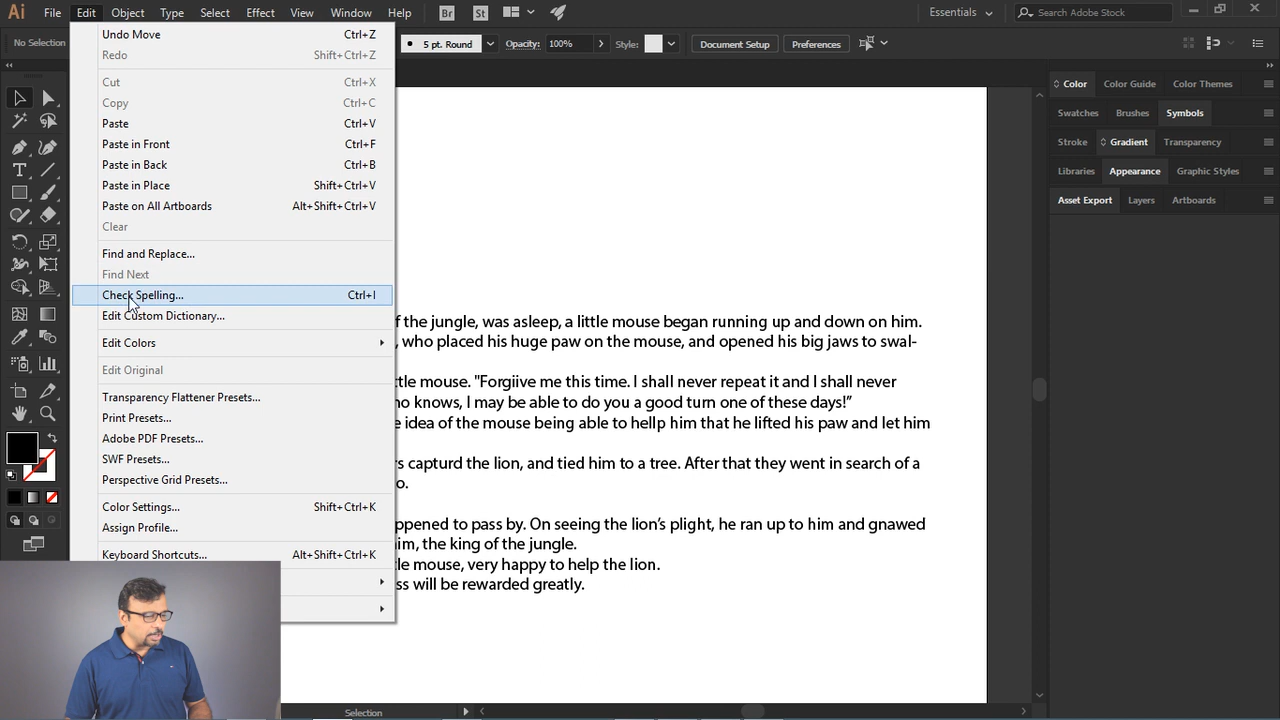 Ai File Edit Object Type Select Effect View Window Help Br St Essentials Search Adobe Stock
No Selection 5 pt. Round Opacity: 100% Style: Document Setup Preferences
Undo Move Ctrl+Z
Redo Shift+Ctrl+Z
Cut Ctrl+X
Copy Ctrl+C
Paste Ctrl+V
Paste in Front Ctrl+F
Paste in Back Ctrl+B
Paste in Place Shift+Ctrl+V
Paste on All Artboards Alt+Shift+Ctrl+V
Clear
Find and Replace...
Find Next
Check Spelling... Ctrl+I
Edit Custom Dictionary...
Edit Colors
Edit Original
Transparency Flattener Presets...
Print Presets...
Adobe PDF Presets...
SWF Presets...
Perspective Grid Presets...
Color Settings... Shift+Ctrl+K
Assign Profile...
Keyboard Shortcuts... Alt+Shift+Ctrl+K
f the jungle, was asleep, a little mouse began running up and down on him.
, who placed his huge paw on the mouse, and opened his big jaws to swal-
tle mouse. "Forgiive me this time. I shall never repeat it and I shall never
ho knows, I may be able to do you a good turn one of these days!”
e idea of the mouse being able to hellp him that he lifted his paw and let him
rs capturd the lion, and tied him to a tree. After that they went in search of a
o.
ppened to pass by. On seeing the lion’s plight, he ran up to him and gnawed
im, the king of the jungle.
tle mouse, very happy to help the lion.
ss will be rewarded greatly.
Color Color Guide Color Themes
Swatches Brushes Symbols
Stroke Gradient Transparency
Libraries Appearance Graphic Styles
Asset Export Layers Artboards
Selection